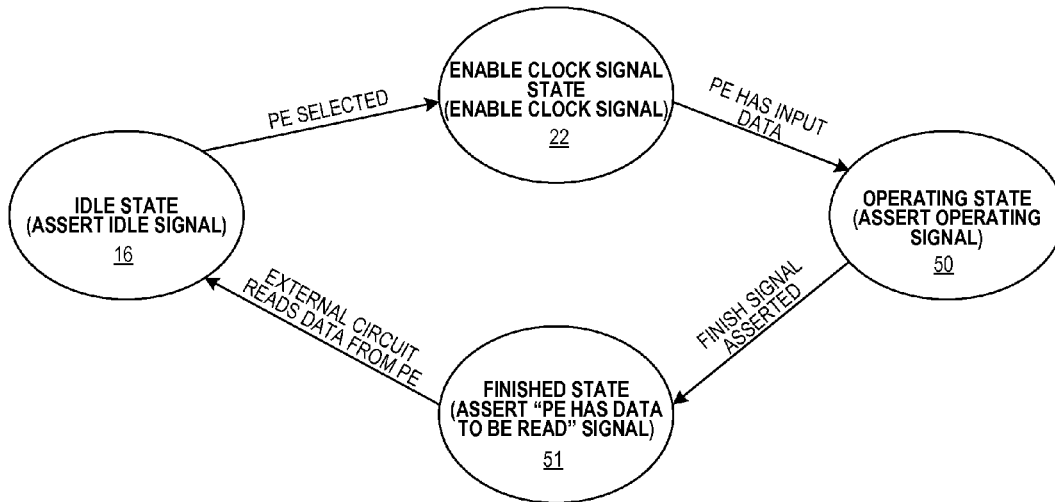 ENABLE CLOCK SIGNAL
STATE
(ENABLE CLOCK SIGNAL)
22
PE SELECTED
PE HAS INPUT
DATA
IDLE STATE
(ASSERT IDLE SIGNAL)
16
OPERATING STATE
(ASSERT OPERATING
SIGNAL)
50
EXTERNAL CIRCUIT
READS DATA FROM PE
FINISH SIGNAL
ASSERTED
FINISHED STATE
(ASSERT “PE HAS DATA
TO BE READ” SIGNAL)
51